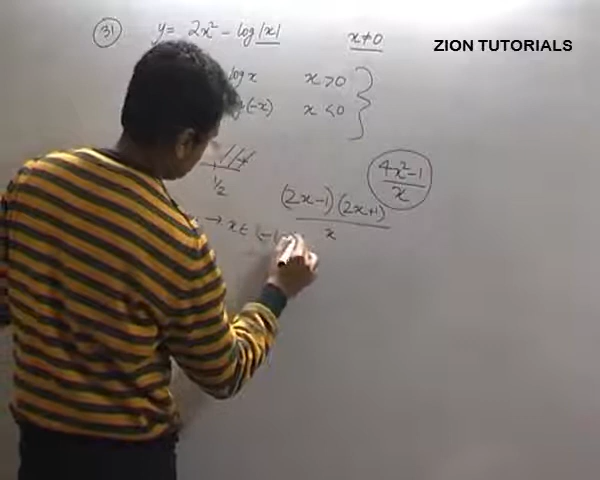 31 y = 2x² - log|x| x≠0
ZION TUTORIALS
log x x>0
(-x) x<0
1/2
(4x²-1)/x
(2x-1)(2x+1)/x
→ x ∈ (-1